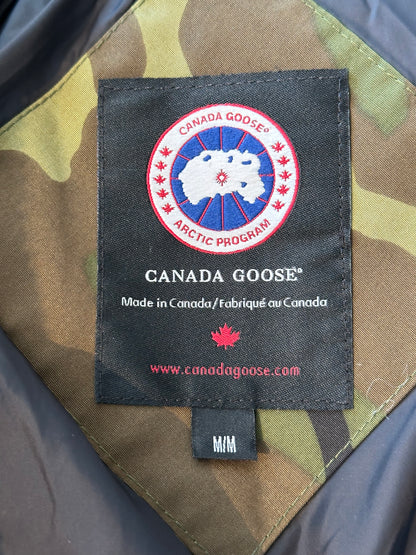 CANADA GOOSE®
ARCTIC PROGRAM
CANADA GOOSE®
Made in Canada/Fabriqué au Canada
www.canadagoose.com
M/M